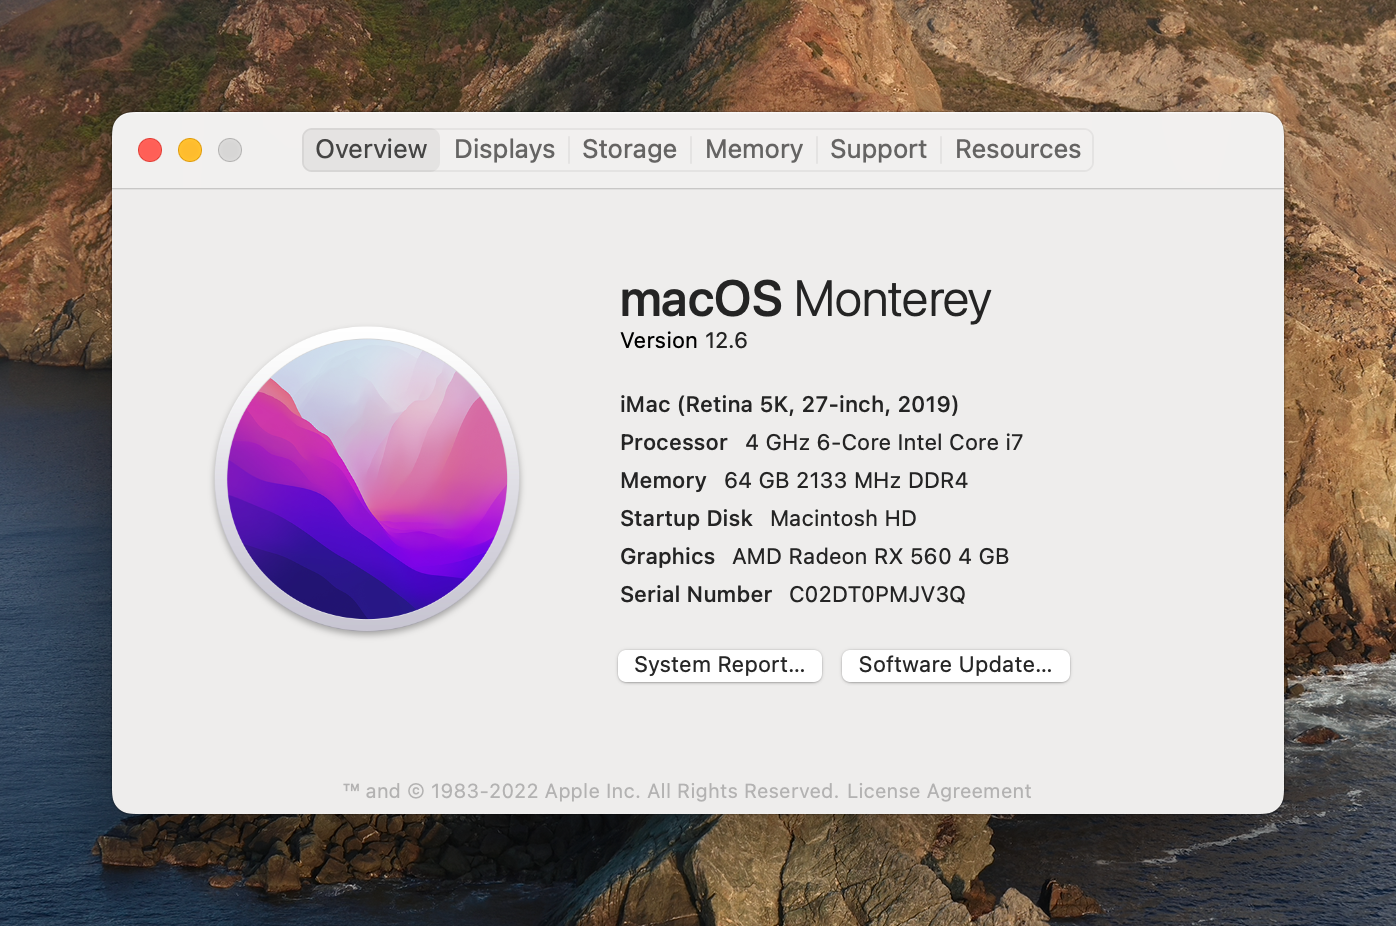 Overview Displays Storage Memory Support Resources
macOS Monterey
Version 12.6
iMac (Retina 5K, 27-inch, 2019)
Processor 4 GHz 6-Core Intel Core i7
Memory 64 GB 2133 MHz DDR4
Startup Disk Macintosh HD
Graphics AMD Radeon RX 560 4 GB
Serial Number C02DT0PMJV3Q
System Report... Software Update...
™ and © 1983-2022 Apple Inc. All Rights Reserved. License Agreement